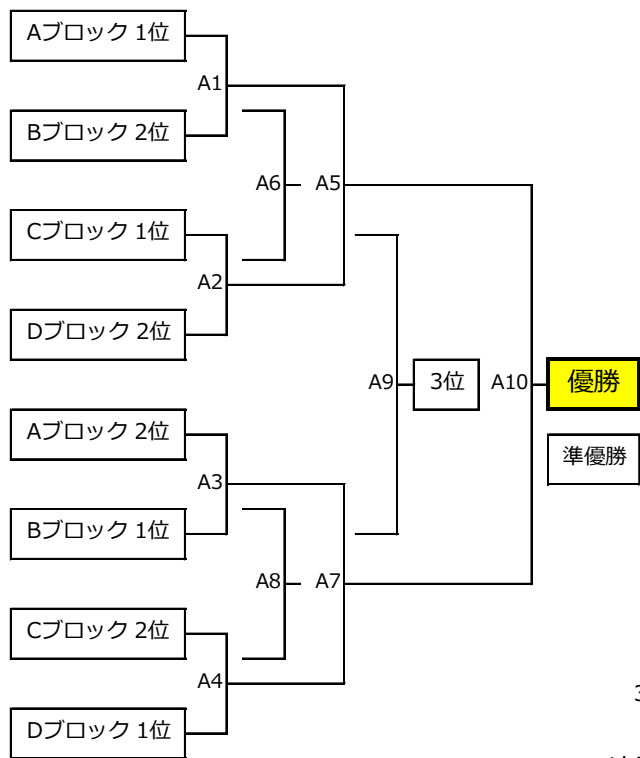 Aブロック 1位
A1
Bブロック 2位
A6
A5
Cブロック 1位
A2
Dブロック 2位
A9
3位
A10
優勝
Aブロック 2位
準優勝
A3
Bブロック 1位
A8
A7
Cブロック 2位
A4
Dブロック 1位